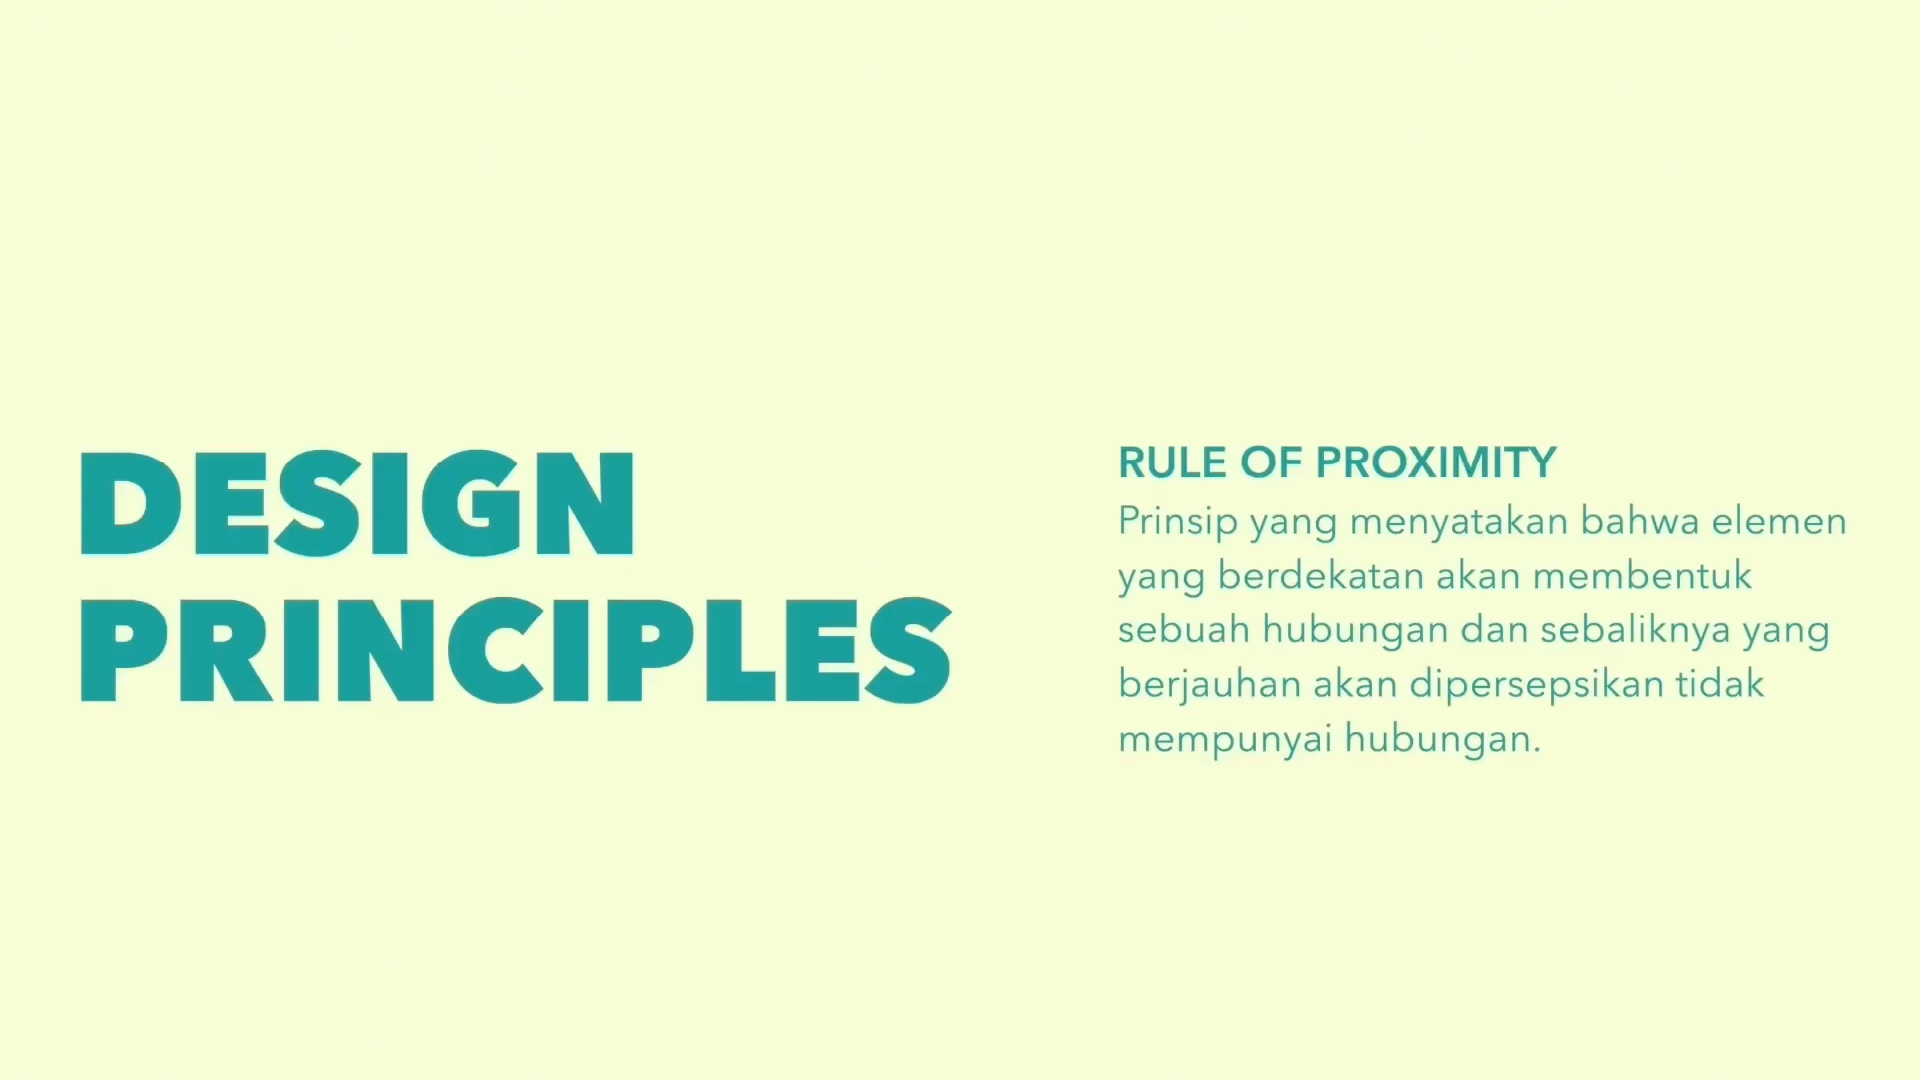 DESIGN
PRINCIPLES
RULE OF PROXIMITY
Prinsip yang menyatakan bahwa elemen
yang berdekatan akan membentuk
sebuah hubungan dan sebaliknya yang
berjauhan akan dipersepsikan tidak
mempunyai hubungan.